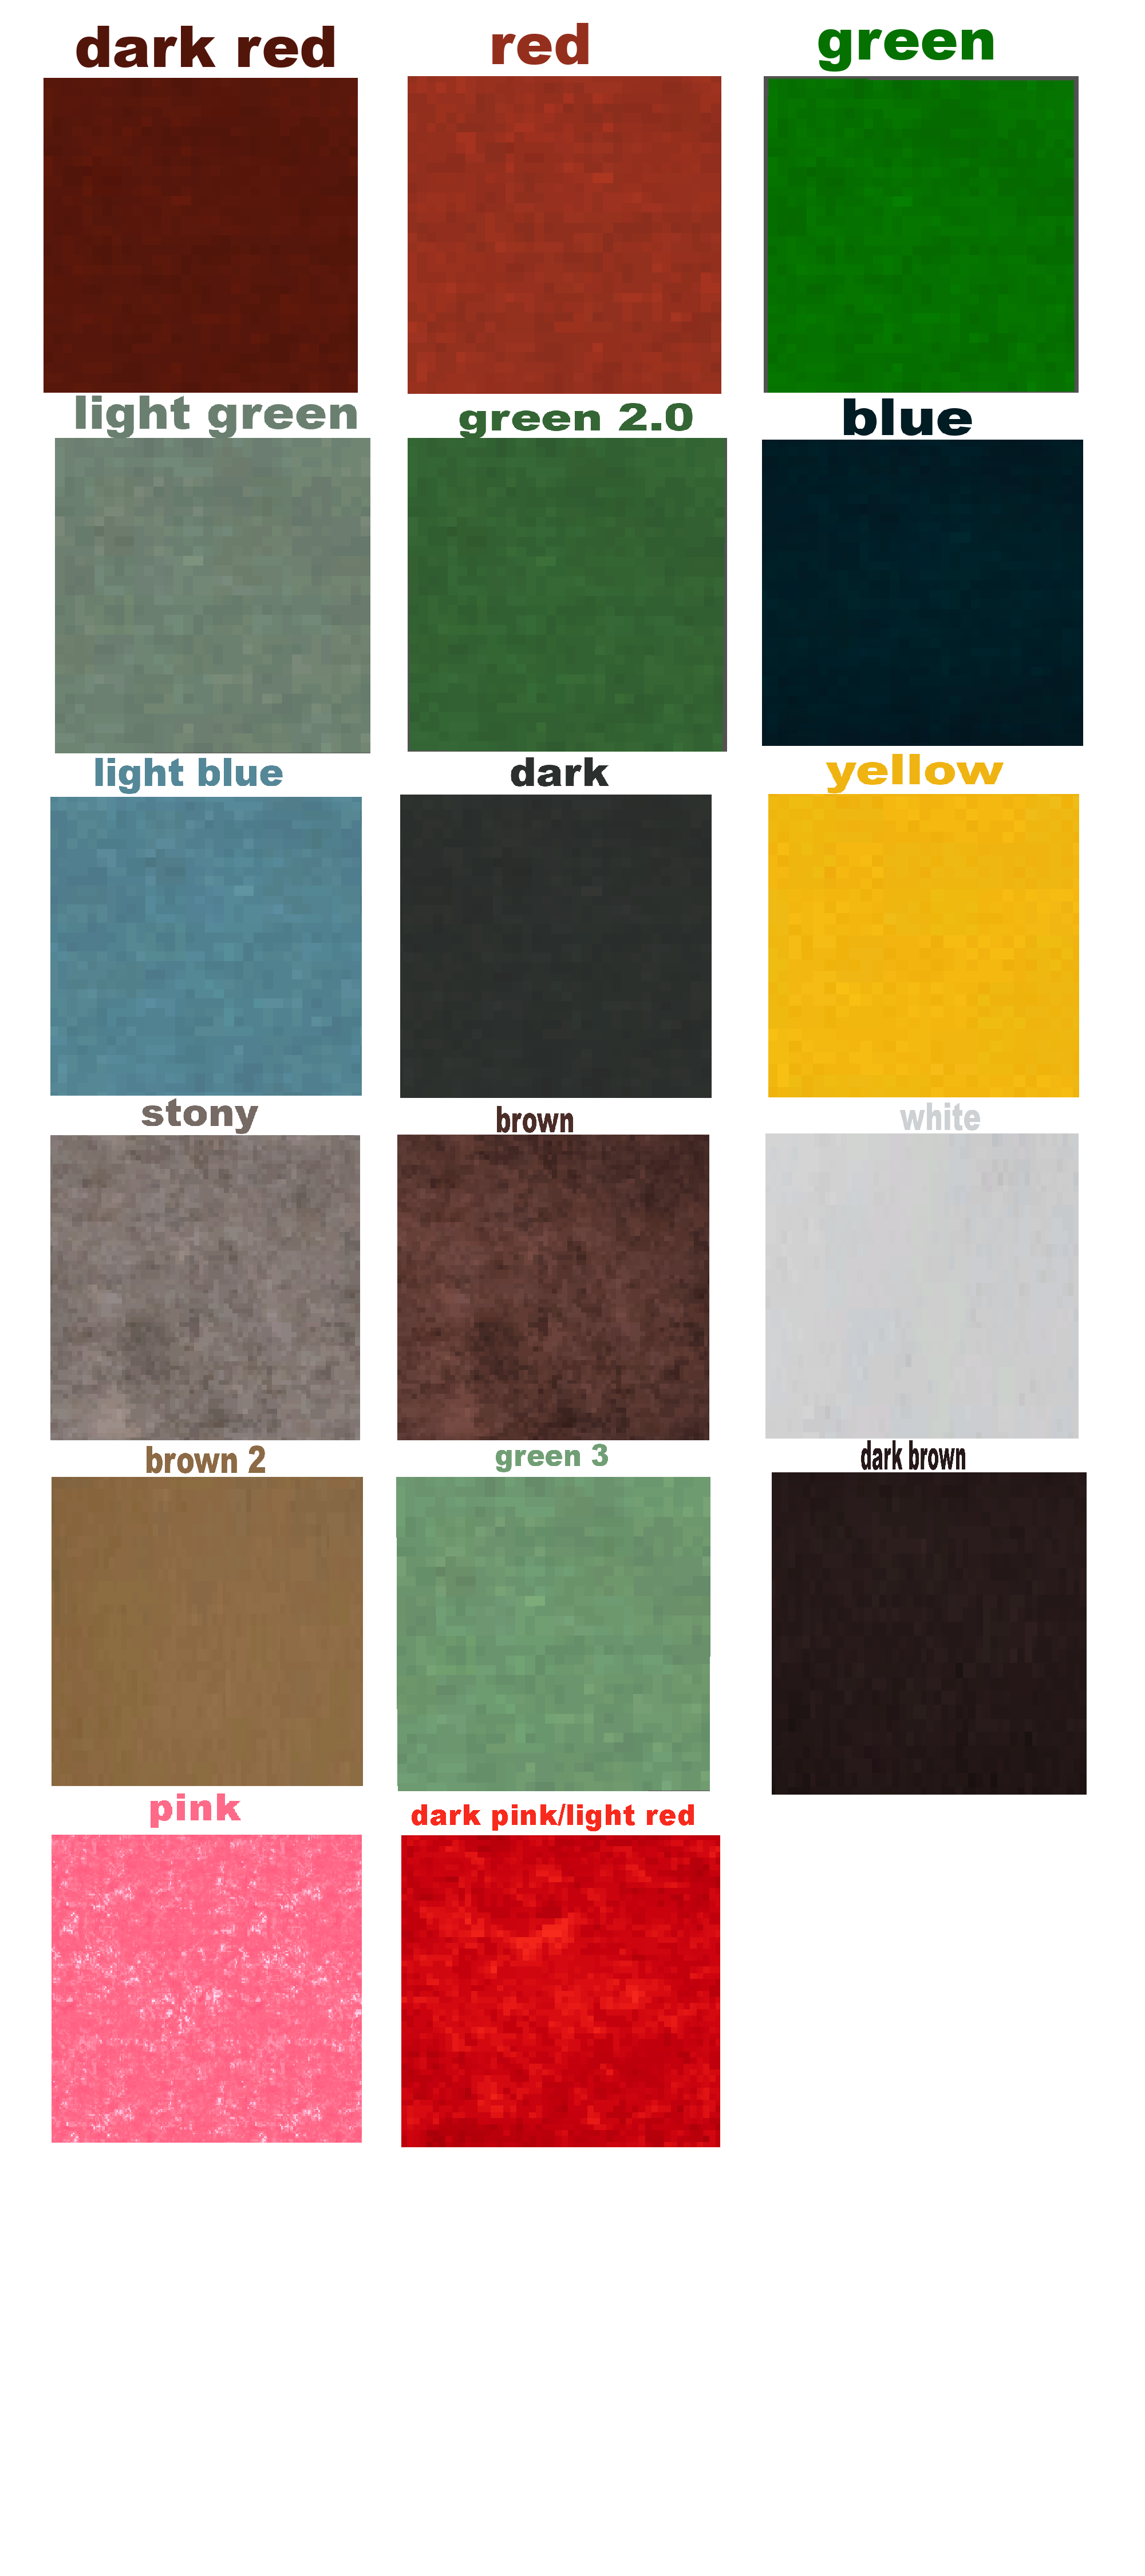 dark red
red
green
light green
green 2.0
blue
light blue
dark
yellow
stony
brown
white
brown 2
green 3
dark brown
pink
dark pink/light red